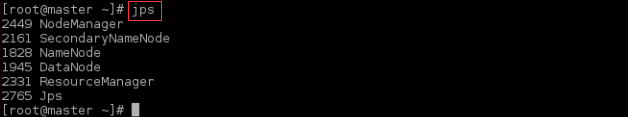 [root@master ~]# jps
2449 NodeManager
2161 SecondaryNameNode
1828 NameNode
1945 DataNode
2331 ResourceManager
2765 Jps
[root@master ~]#